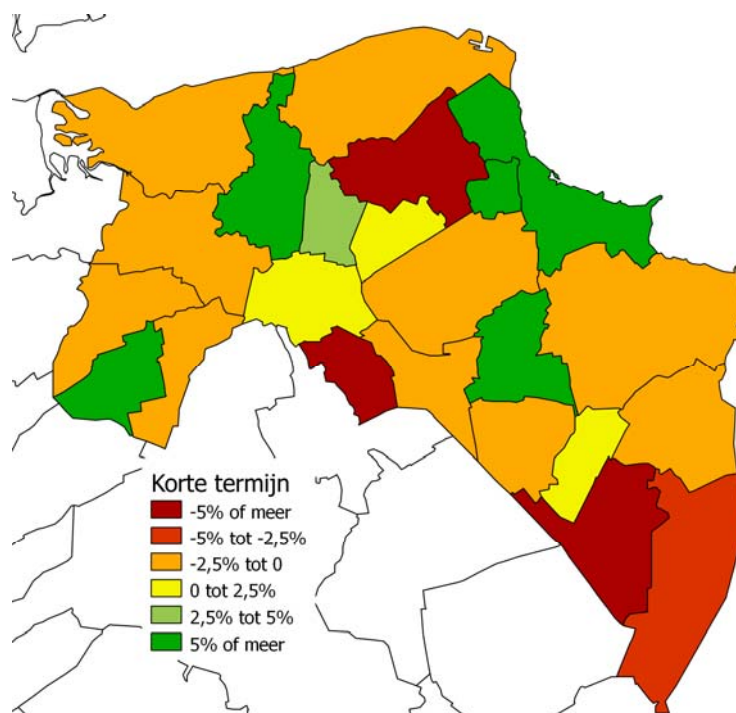 Korte termijn
-5% of meer
-5% tot -2,5%
-2,5% tot 0
0 tot 2,5%
2,5% tot 5%
5% of meer